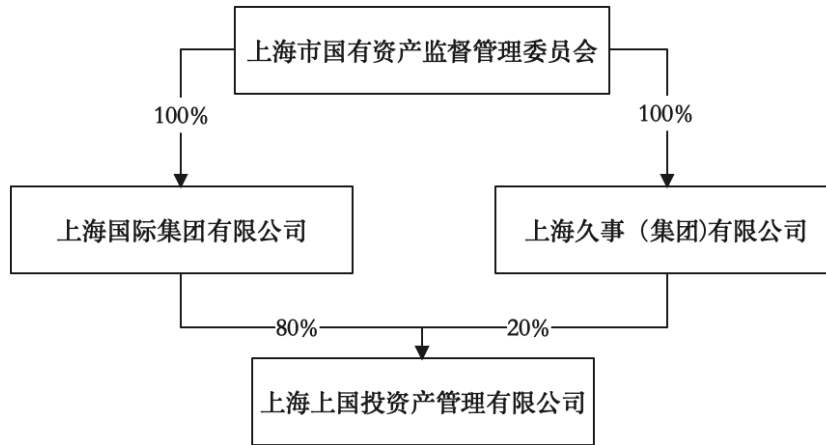 上海市国有资产监督管理委员会
100%
100%
上海国际集团有限公司
上海久事（集团)有限公司
80%
20%
上海上国投资产管理有限公司